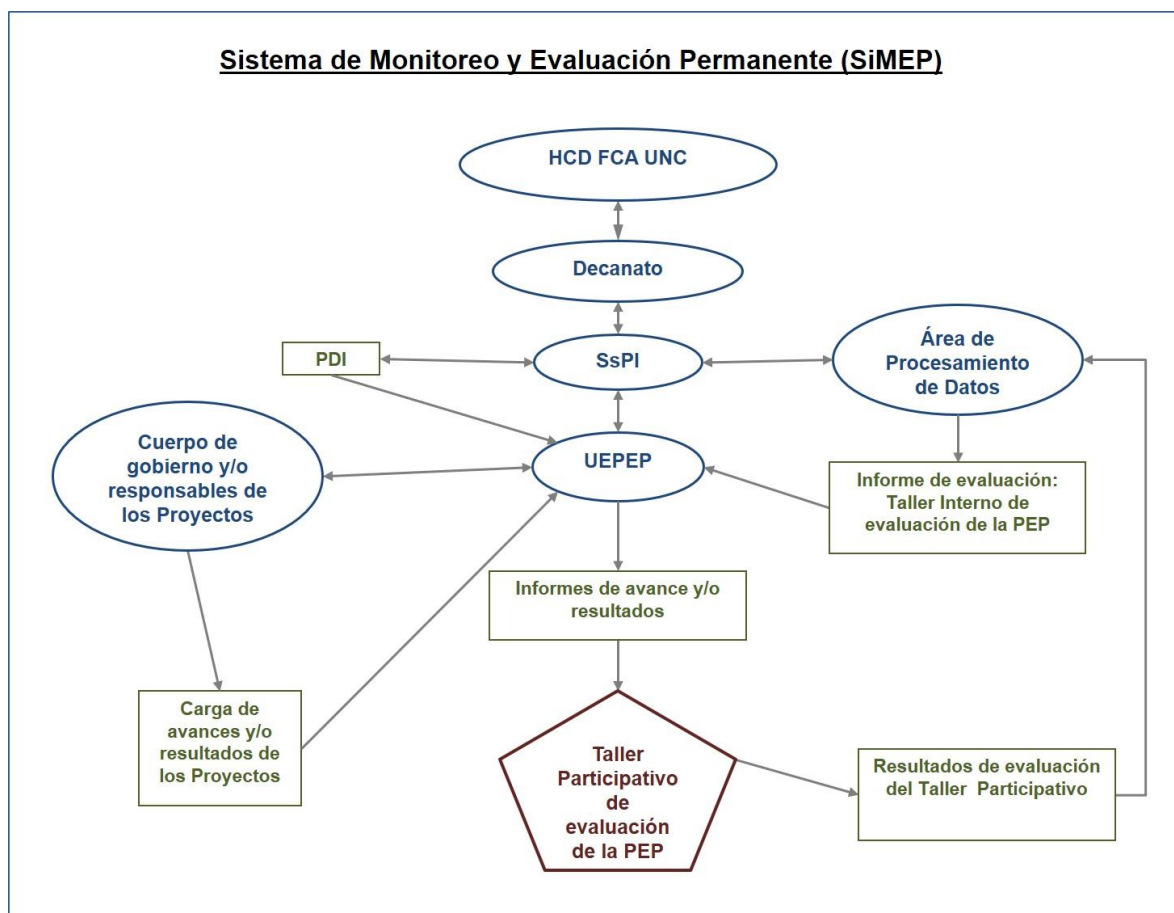 Sistema de Monitoreo y Evaluación Permanente (SiMEP)
HCD FCA UNC
Decanato
SsPI
PDI
Área de
Procesamiento
de Datos
Cuerpo de
gobierno y/o
responsables de
los Proyectos
UEPEP
Informe de evaluación:
Taller Interno de
evaluación de la PEP
Informes de avance y/o
resultados
Carga de
avances y/o
resultados de
los Proyectos
Taller
Participativo
de
evaluación
de la PEP
Resultados de evaluación
del Taller Participativo